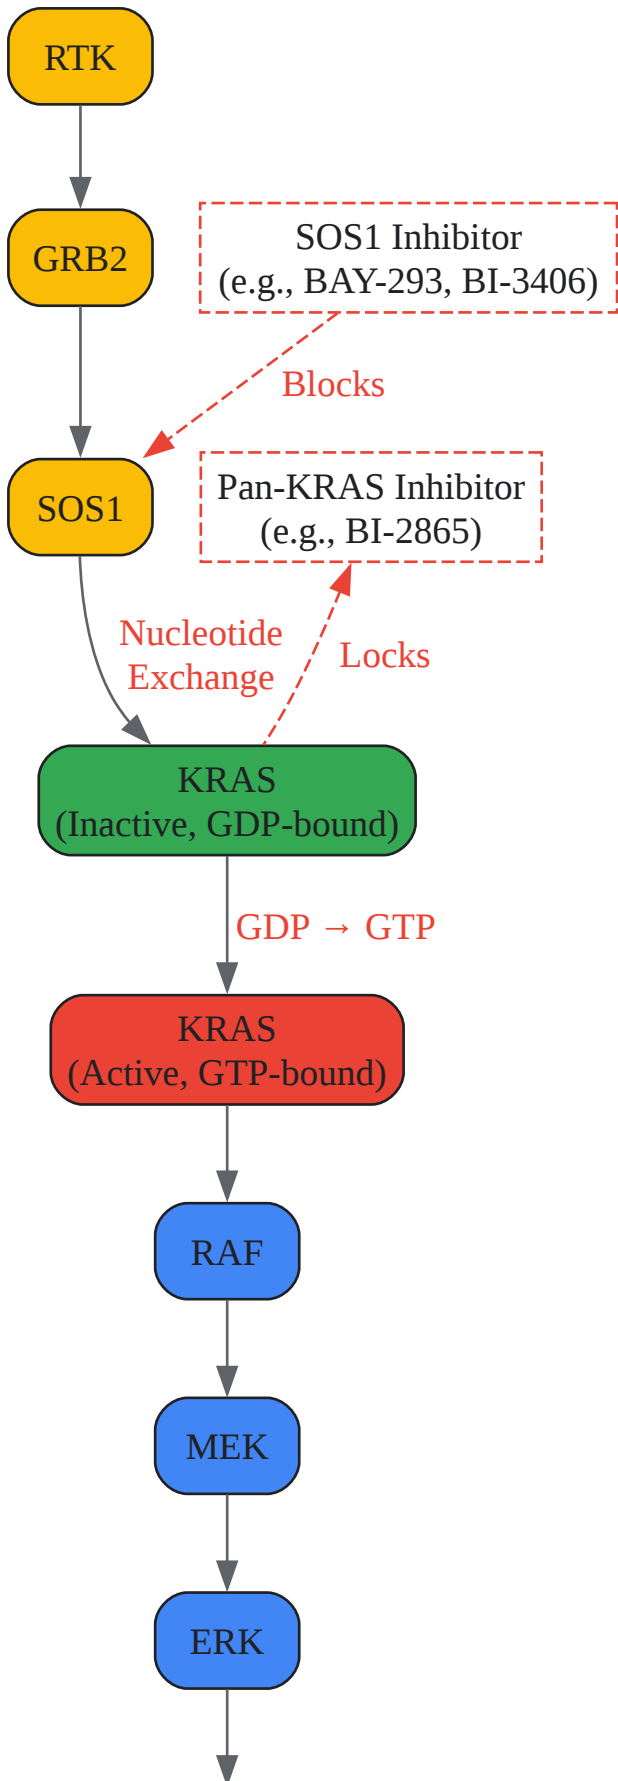 RTK
GRB2
SOS1 Inhibitor
(e.g., BAY-293, BI-3406)
Blocks
SOS1
Pan-KRAS Inhibitor
(e.g., BI-2865)
Nucleotide
Exchange
Locks
KRAS
(Inactive, GDP-bound)
GDP → GTP
KRAS
(Active, GTP-bound)
RAF
MEK
ERK